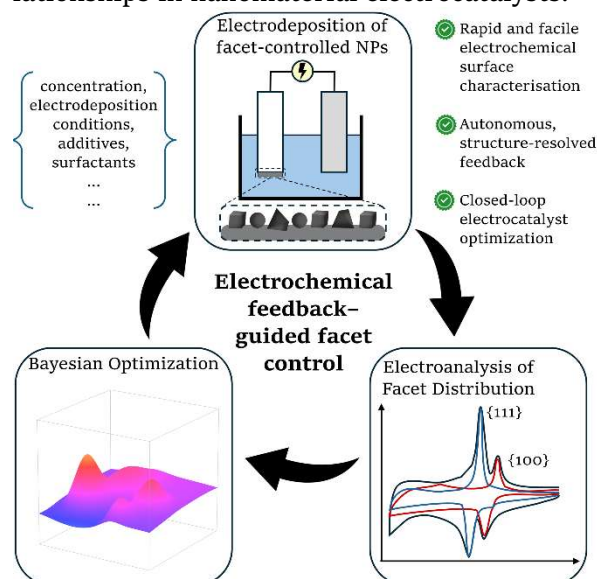 lationships in nanomaterial electrocatalysts.
Electrodeposition of
facet-controlled NPs
concentration,
electrodeposition
conditions,
additives,
surfactants
...
...
Rapid and facile
electrochemical
surface
characterisation
Autonomous,
structure-resolved
feedback
Closed-loop
electrocatalyst
optimization
Electrochemical
feedback–
guided facet
control
Bayesian Optimization
Electroanalysis of
Facet Distribution
{111}
{100}